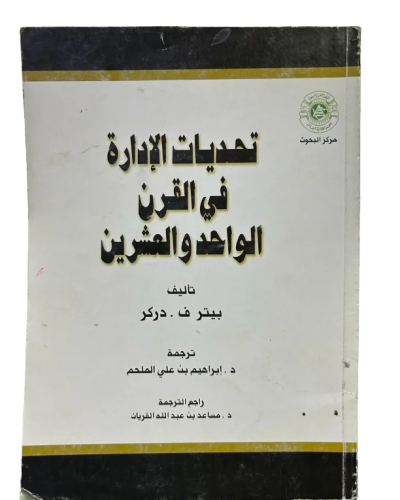 مركز البحوث
تحديات الإدارة
في القرن
الواحد والعشرين
تأليف
بيتر ف . دركر
ترجمة
د . إبراهيم بن علي الملحم
راجع الترجمة
د . مساعد بن عبد الله الفريان